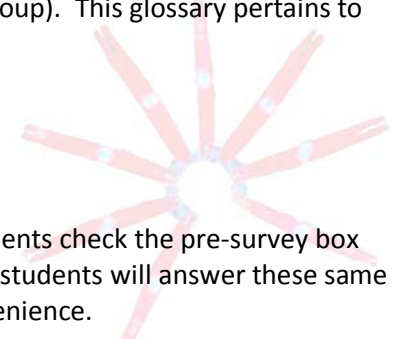 oup).  This glossary pertains to
ents check the pre-survey box
students will answer these same
enience.